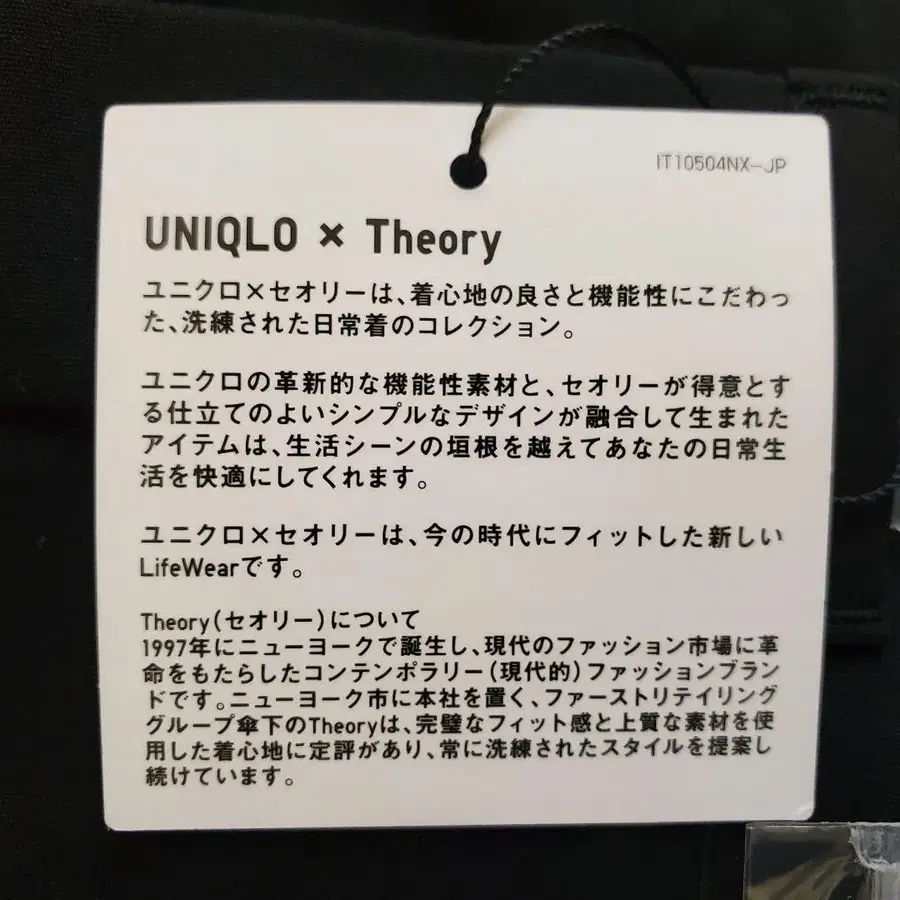 IT10504NX-JP
UNIQLO × Theory
ユニクロ×セオリーは、着心地の良さと機能性にこだわっ
た、洗練された日常着のコレクション。
ユニクロの革新的な機能性素材と、セオリーが得意とす
る仕立てのよいシンプルなデザインが融合して生まれた
アイテムは、生活シーンの垣根を越えてあなたの日常生
活を快適にしてくれます。
ユニクロ×セオリーは、今の時代にフィットした新しい
LifeWearです。
Theory(セオリー)について
1997年にニューヨークで誕生し、現代のファッション市場に革
命をもたらしたコンテンポラリー(現代的)ファッションブラン
ドです。ニューヨーク市に本社を置く、ファーストリテイリング
グループ傘下のTheoryは、完璧なフィット感と上質な素材を使
用した着心地に定評があり、常に洗練されたスタイルを提案し
続けています。